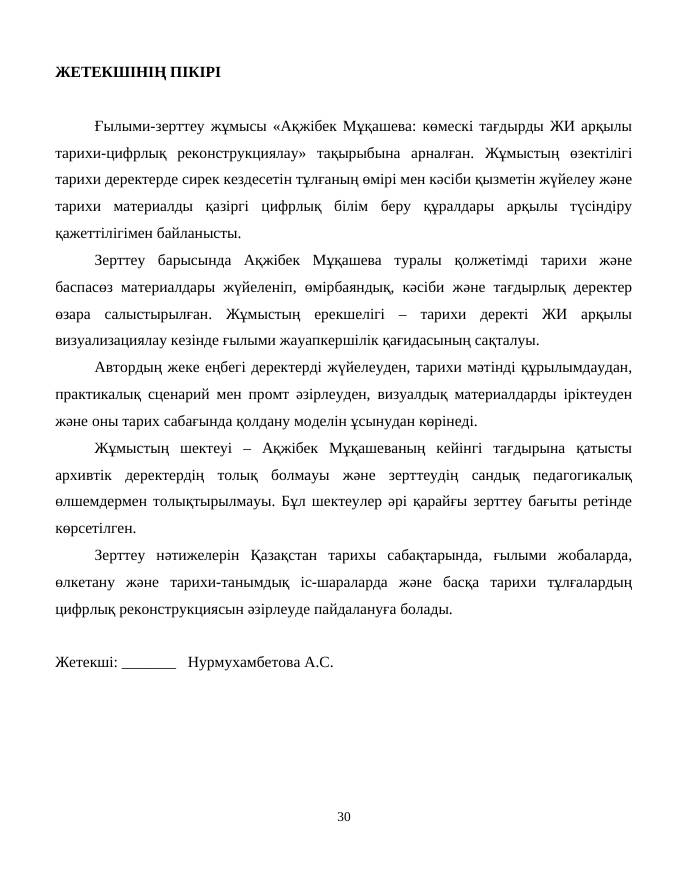 ЖЕТЕКШІНІҢ ПІКІРІ
Ғылыми-зерттеу жұмысы «Ақжібек Мұқашева: көмескі тағдырды ЖИ арқылы
тарихи-цифрлық реконструкциялау» тақырыбына арналған. Жұмыстың өзектілігі
тарихи деректерде сирек кездесетін тұлғаның өмірі мен кәсіби қызметін жүйелеу және
тарихи материалды қазіргі цифрлық білім беру құралдары арқылы түсіндіру
қажеттілігімен байланысты.
Зерттеу барысында Ақжібек Мұқашева туралы қолжетімді тарихи және
баспасөз материалдары жүйеленіп, өмірбаяндық, кәсіби және тағдырлық деректер
өзара салыстырылған. Жұмыстың ерекшелігі – тарихи деректі ЖИ арқылы
визуализациялау кезінде ғылыми жауапкершілік қағидасының сақталуы.
Автордың жеке еңбегі деректерді жүйелеуден, тарихи мәтінді құрылымдаудан,
практикалық сценарий мен промт әзірлеуден, визуалдық материалдарды іріктеуден
және оны тарих сабағында қолдану моделін ұсынудан көрінеді.
Жұмыстың шектеуі – Ақжібек Мұқашеваның кейінгі тағдырына қатысты
архивтік деректердің толық болмауы және зерттеудің сандық педагогикалық
өлшемдермен толықтырылмауы. Бұл шектеулер әрі қарайғы зерттеу бағыты ретінде
көрсетілген.
Зерттеу нәтижелерін Қазақстан тарихы сабақтарында, ғылыми жобаларда,
өлкетану және тарихи-танымдық іс-шараларда және басқа тарихи тұлғалардың
цифрлық реконструкциясын әзірлеуде пайдалануға болады.
Жетекші: _______ Нурмухамбетова А.С.
30